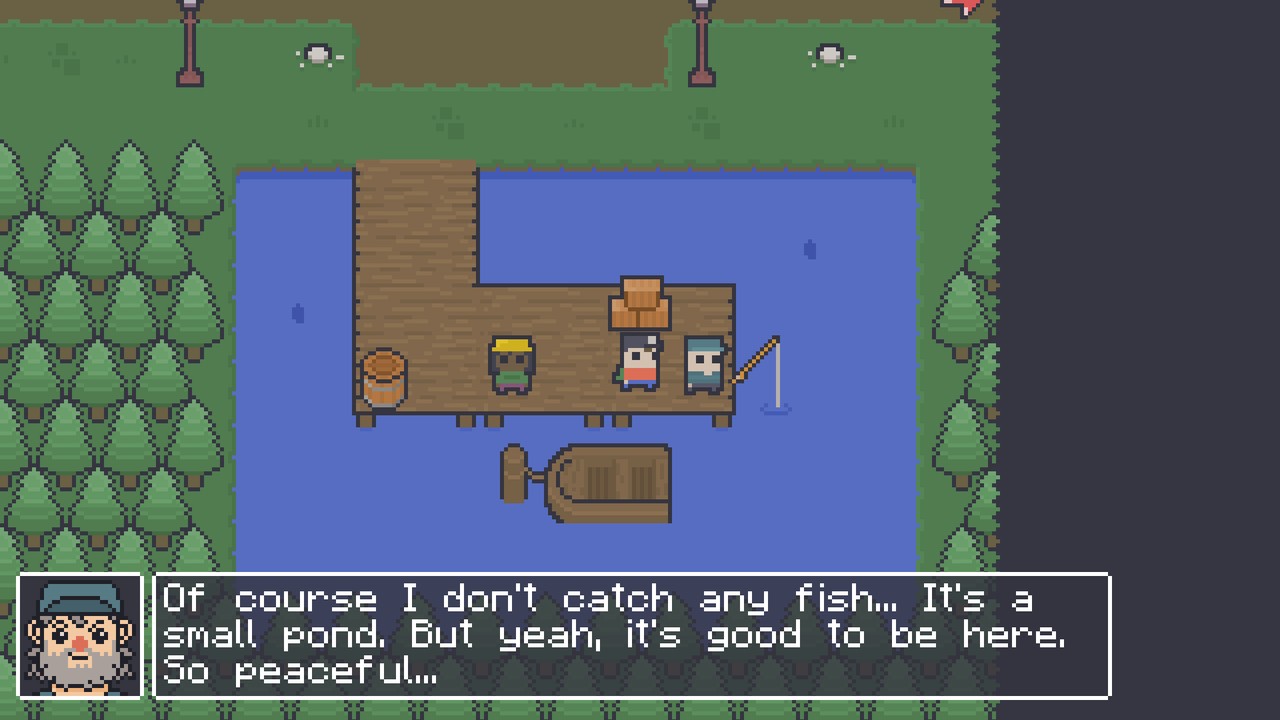 Of course I don't catch any fish... It's a
small pond. But yeah, it's good to be here.
So peaceful...